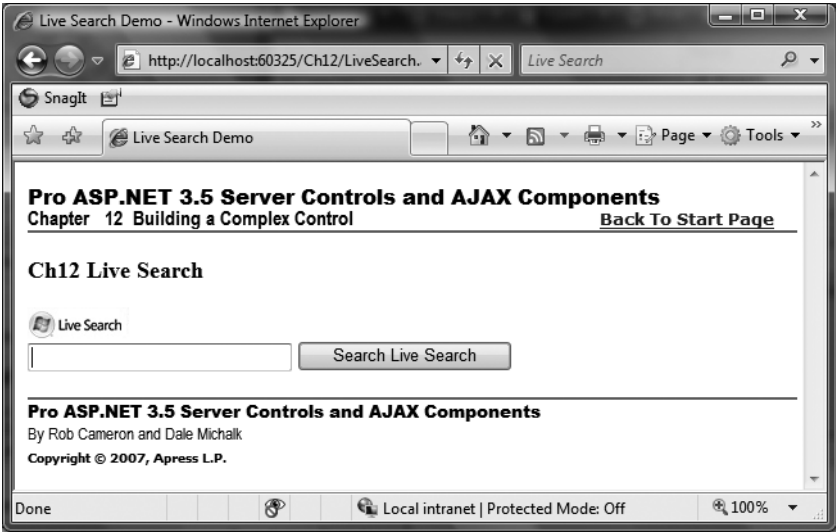 Live Search Demo - Windows Internet Explorer
http://localhost:60325/Ch12/LiveSearch.
Live Search
SnagIt
Live Search Demo
Page
Tools
Pro ASP.NET 3.5 Server Controls and AJAX Components
Chapter 12 Building a Complex Control
Back To Start Page
Ch12 Live Search
Live Search
Search Live Search
Pro ASP.NET 3.5 Server Controls and AJAX Components
By Rob Cameron and Dale Michalk
Copyright © 2007, Apress L.P.
Done
Local intranet | Protected Mode: Off
100%